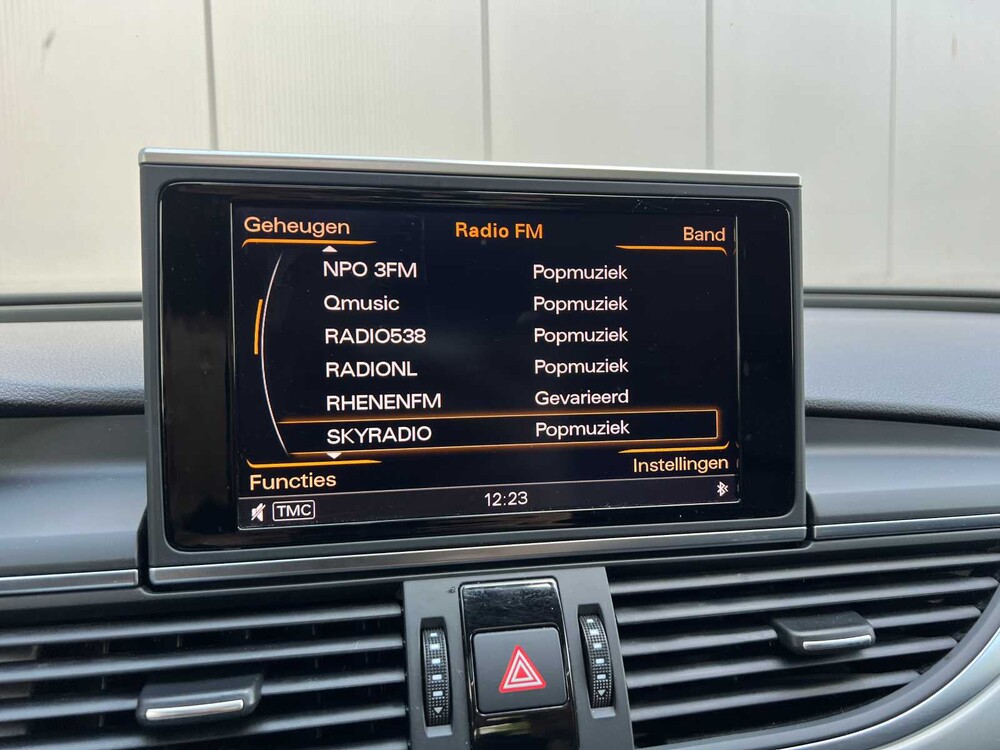 Geheugen Radio FM Band
NPO 3FM Popmuziek
Qmusic Popmuziek
RADIO538 Popmuziek
RADIONL Popmuziek
RHENENFM Gevarieerd
SKYRADIO Popmuziek
Functies Instellingen
TMC 12:23